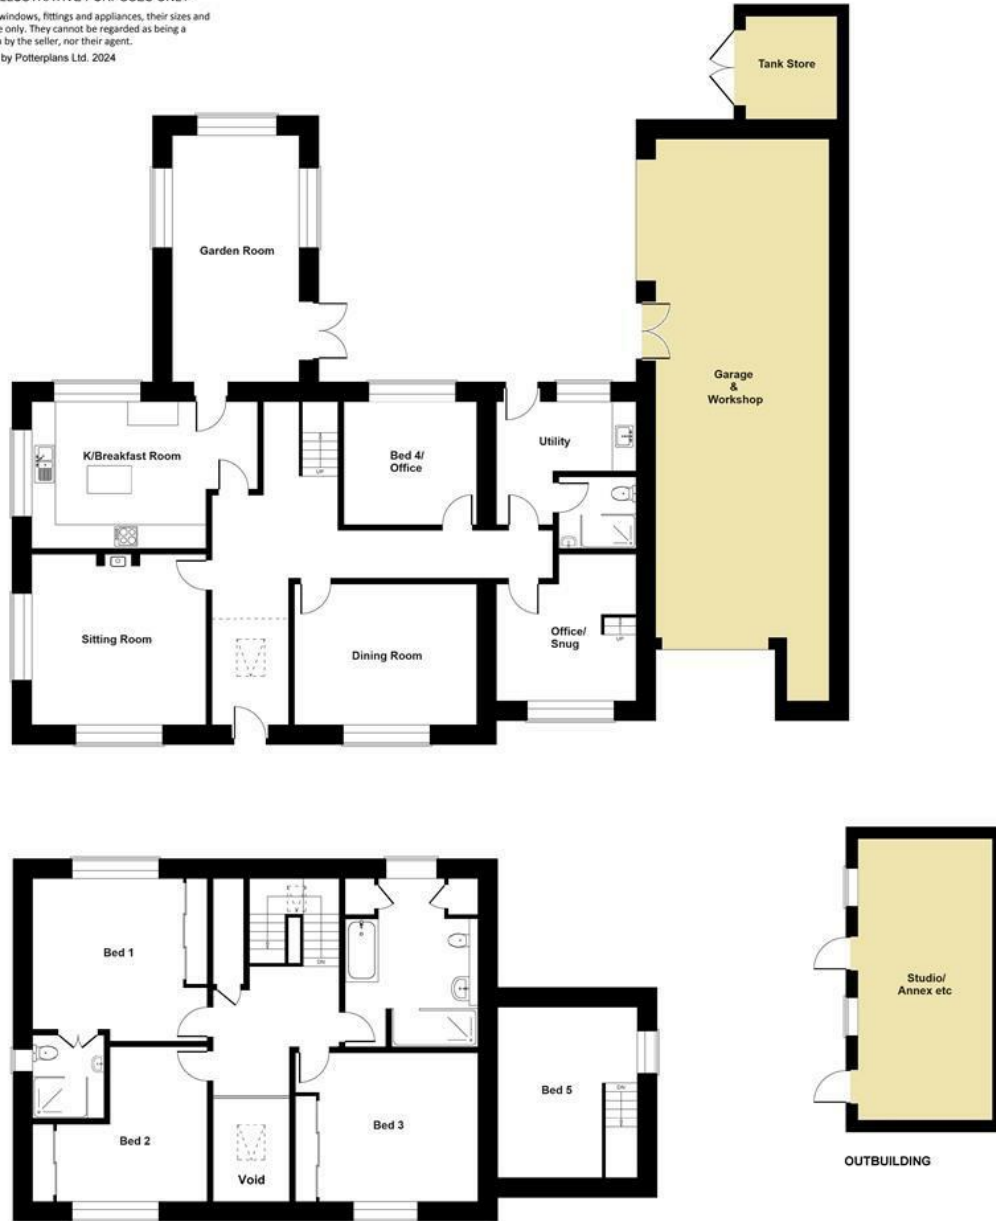 windows, fittings and appliances, their sizes and
e only. They cannot be regarded as being a
by the seller, nor their agent.
by Potterplans Ltd. 2024
Tank Store
Garden Room
Garage
&
Workshop
K/Breakfast Room
UP
Bed 4/
Office
Utility
Sitting Room
Dining Room
Office/
Snug
UP
Bed 1
DN
Studio/
Annex etc
Bed 2
Void
Bed 3
Bed 5
DN
OUTBUILDING